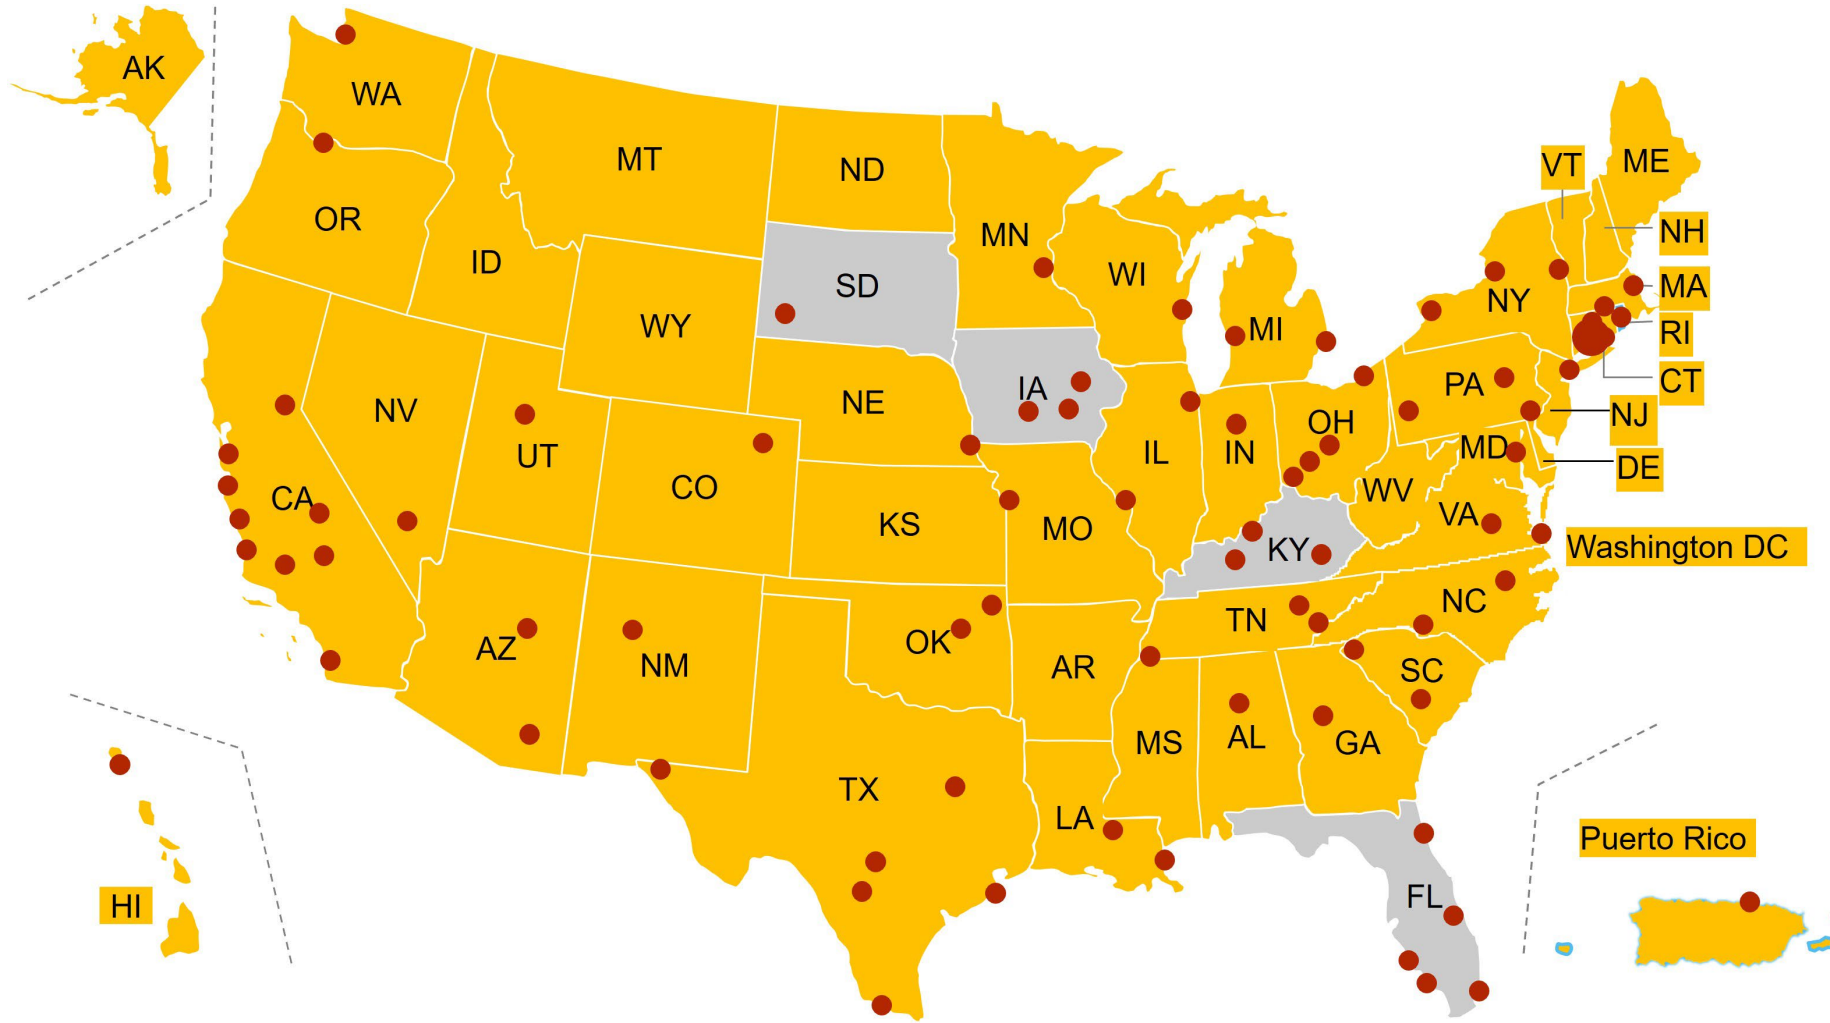 AK
WA
MT
ND
VT
ME
OR
MN
NH
ID
WI
SD
MA
NY
WY
MI
RI
IA
PA
CT
NE
NV
OH
NJ
UT
IL
IN
MD
DE
CO
WV
CA
VA
KS
MO
KY
Washington DC
NC
TN
OK
AZ
NM
AR
SC
MS
AL
GA
TX
LA
Puerto Rico
FL
HI